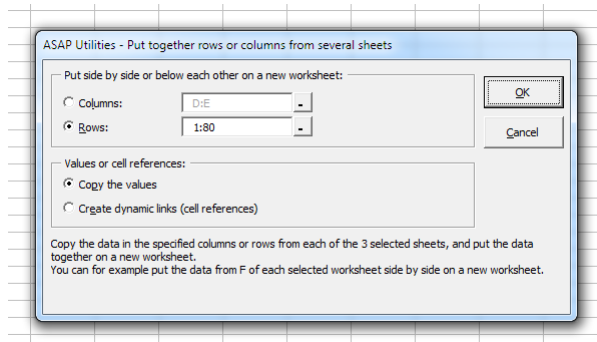 ASAP Utilities - Put together rows or columns from several sheets
Put side by side or below each other on a new worksheet:
Columns: D:E -
Rows: 1:80 -
OK
Cancel
Values or cell references:
Copy the values
Create dynamic links (cell references)
Copy the data in the specified columns or rows from each of the 3 selected sheets, and put the data
together on a new worksheet.
You can for example put the data from F of each selected worksheet side by side on a new worksheet.